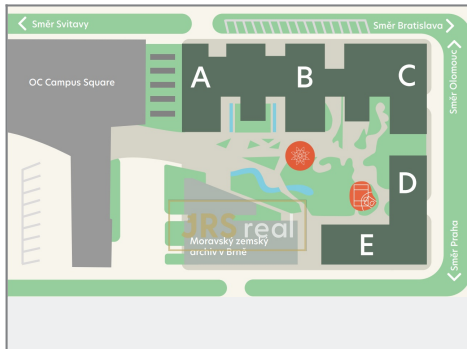 Směr Svitavy
Směr Bratislava
OC Campus Square
A
B
C
Směr Olomouc
D
JRS real
Moravský zemský
archiv v Brně
E
Směr Praha